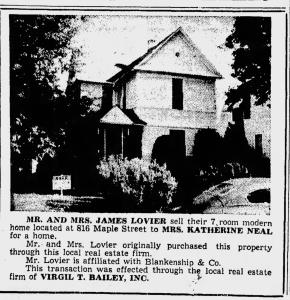 MR. AND MRS. JAMES LOVIER sell their 7 room modern
home located at 816 Maple Street to MRS. KATHERINE NEAL
for a home.
Mr. and Mrs. Lovier originally purchased this property
through this local real estate firm.
Mr. Lovier is affiliated with Blankenship & Co.
This transaction was effected through the local real estate
firm of VIRGIL T. BAILEY, INC.